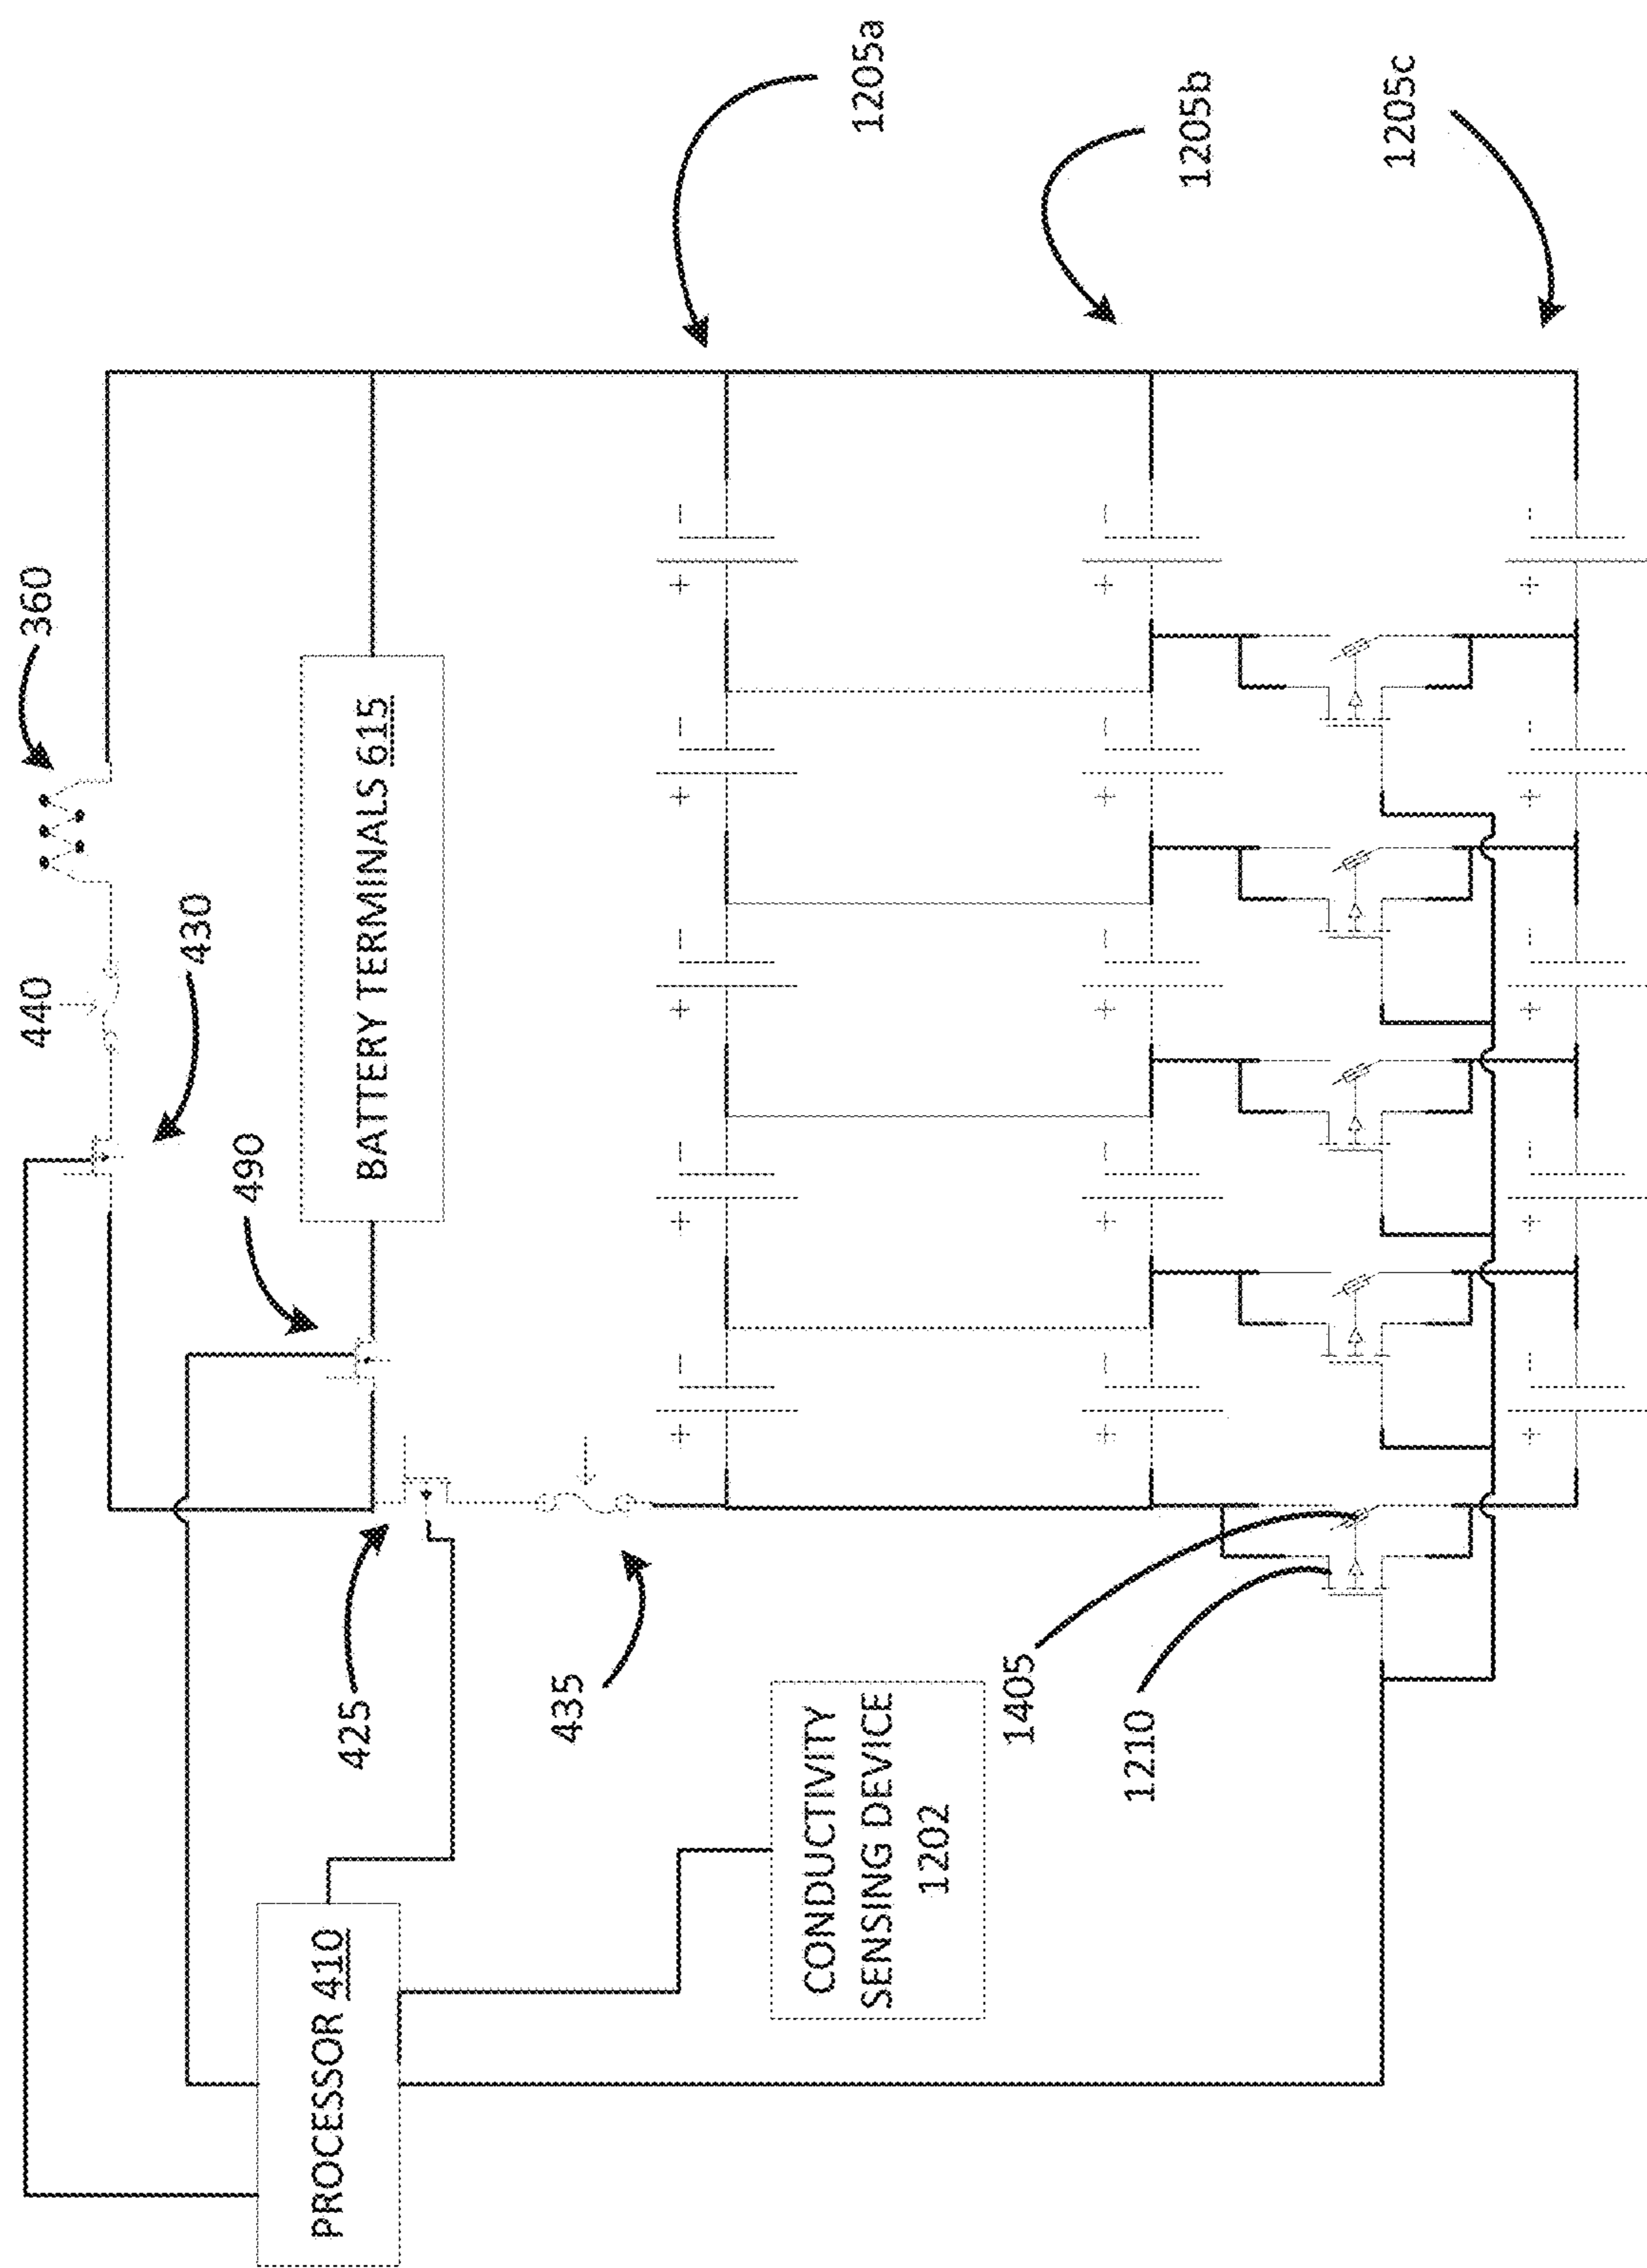 PROCESSOR 410
425
435
490
430
440
360
BATTERY TERMINALS 615
CONDUCTIVITY
SENSING DEVICE
1202
1405
1210
1205a
1205b
1205c
+ − + − + − + − + −
+ − + − + − + − + −
+ − + − + − + − + −